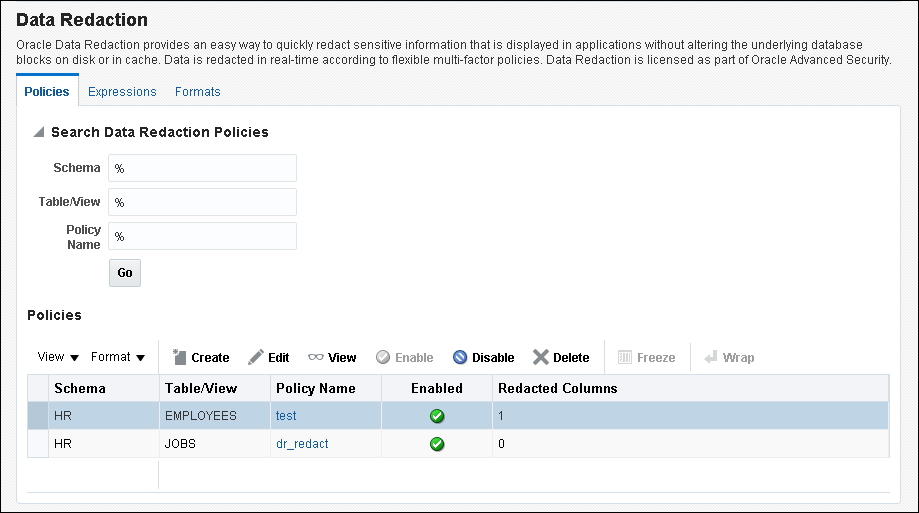 Data Redaction
Oracle Data Redaction provides an easy way to quickly redact sensitive information that is displayed in applications without altering the underlying database
blocks on disk or in cache. Data is redacted in real-time according to flexible multi-factor policies. Data Redaction is licensed as part of Oracle Advanced Security.
Policies Expressions Formats
Search Data Redaction Policies
Schema %
Table/View %
Policy
Name %
Go
Policies
View Format Create Edit View Enable Disable Delete Freeze Wrap
Schema Table/View Policy Name Enabled Redacted Columns
HR EMPLOYEES test 1
HR JOBS dr_redact 0